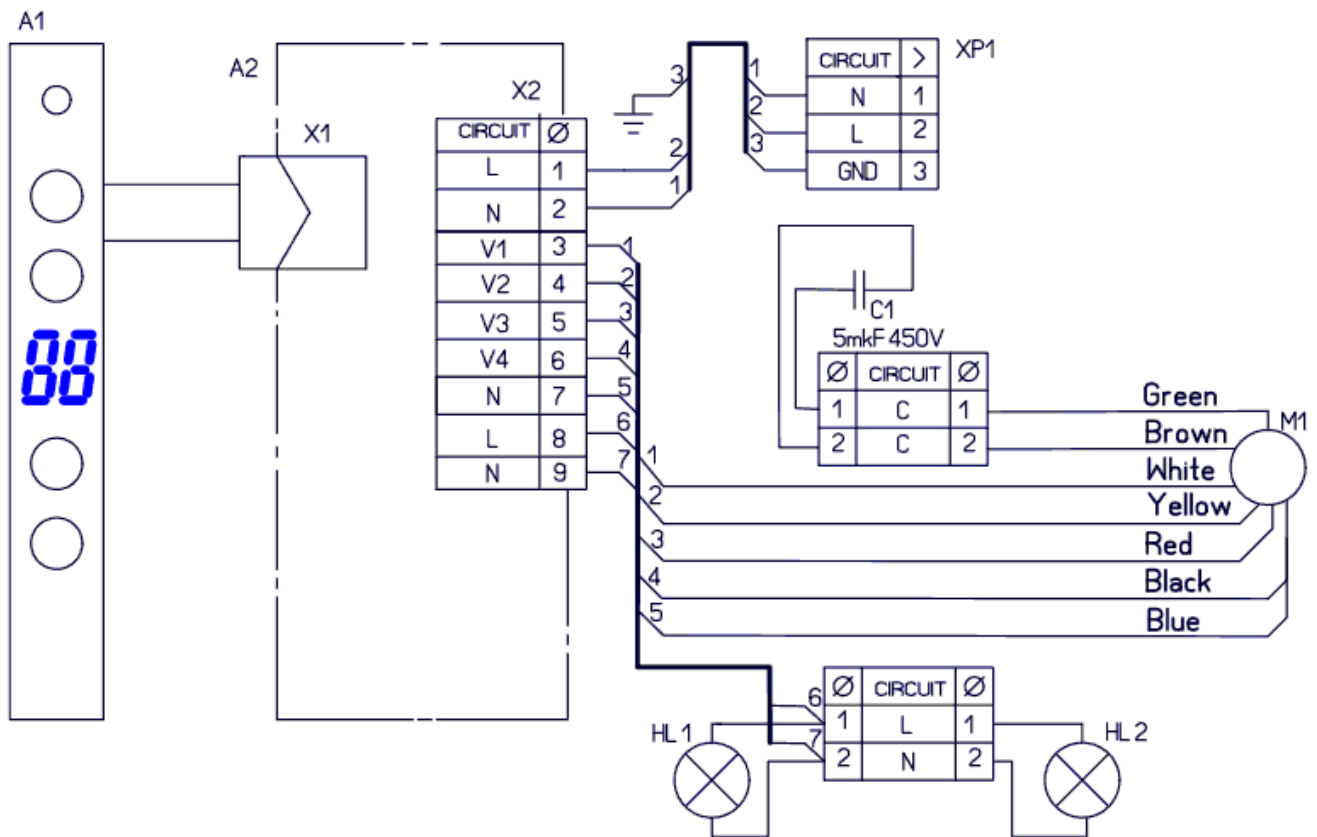 A1
A2
X1
88
X2
CIRCUIT Ø
L 1
N 2
V1 3
V2 4
V3 5
V4 6
N 7
L 8
N 9
3
2
1
1
2
3
CIRCUIT >
N 1
L 2
GND 3
XP1
1
2
3
4
5
6
7
C1
5mkF 450V
Ø CIRCUIT Ø
1 C 1
2 C 2
Green
Brown
White
Yellow
Red
Black
Blue
M1
1
2
3
4
5
6
7
Ø CIRCUIT Ø
1 L 1
2 N 2
HL1
HL2